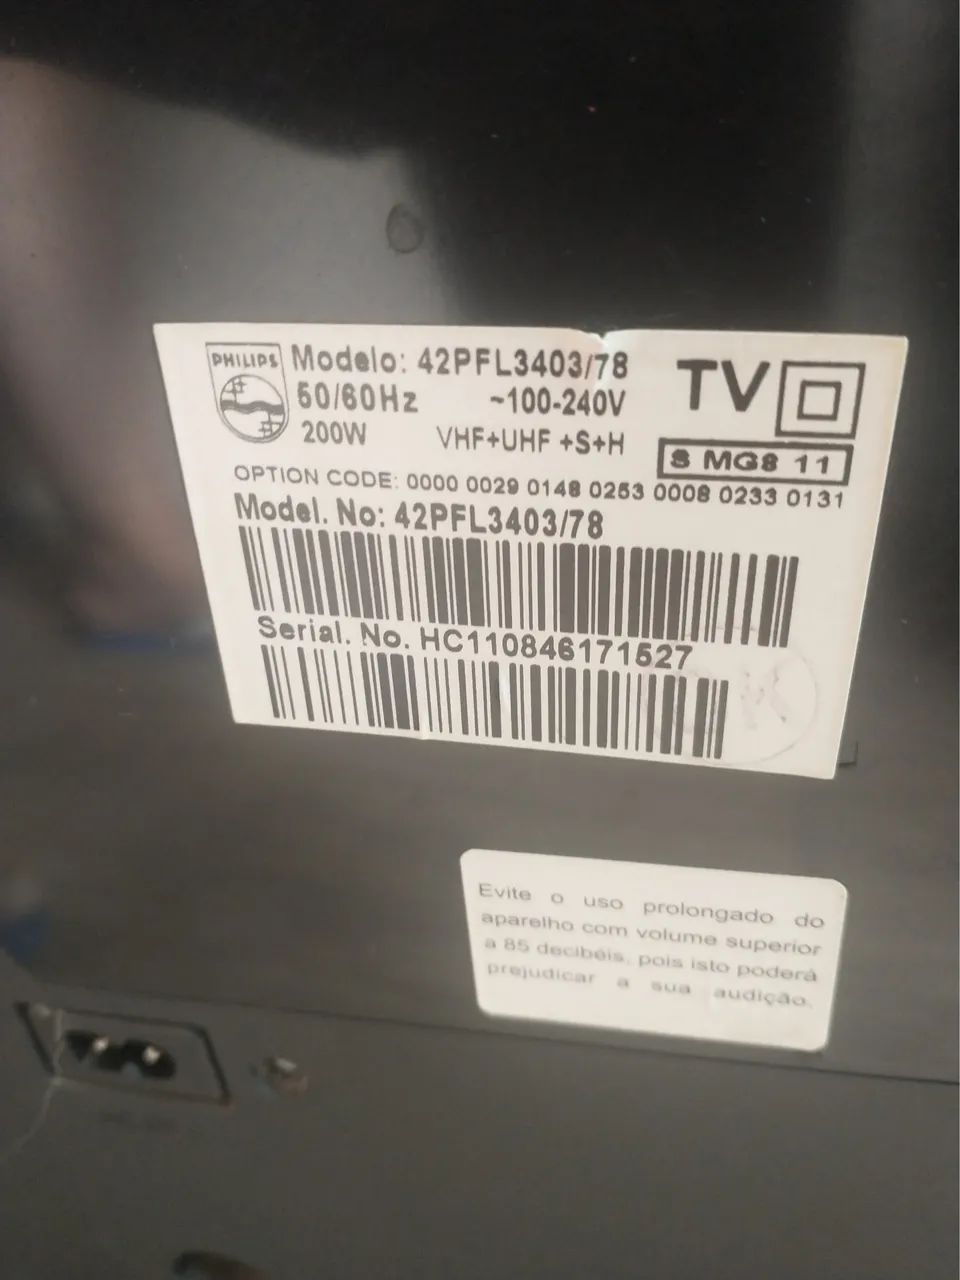 PHILIPS
Modelo: 42PFL3403/78
50/60Hz ~100-240V
200W VHF+UHF +S+H
TV
S MG8 11
OPTION CODE: 0000 0029 0148 0253 0008 0233 0131
Model. No: 42PFL3403/78
Serial. No. HC110846171527
Evite o uso prolongado do
aparelho com volume superior
a 85 decibéis, pois isto poderá
prejudicar a sua audição.